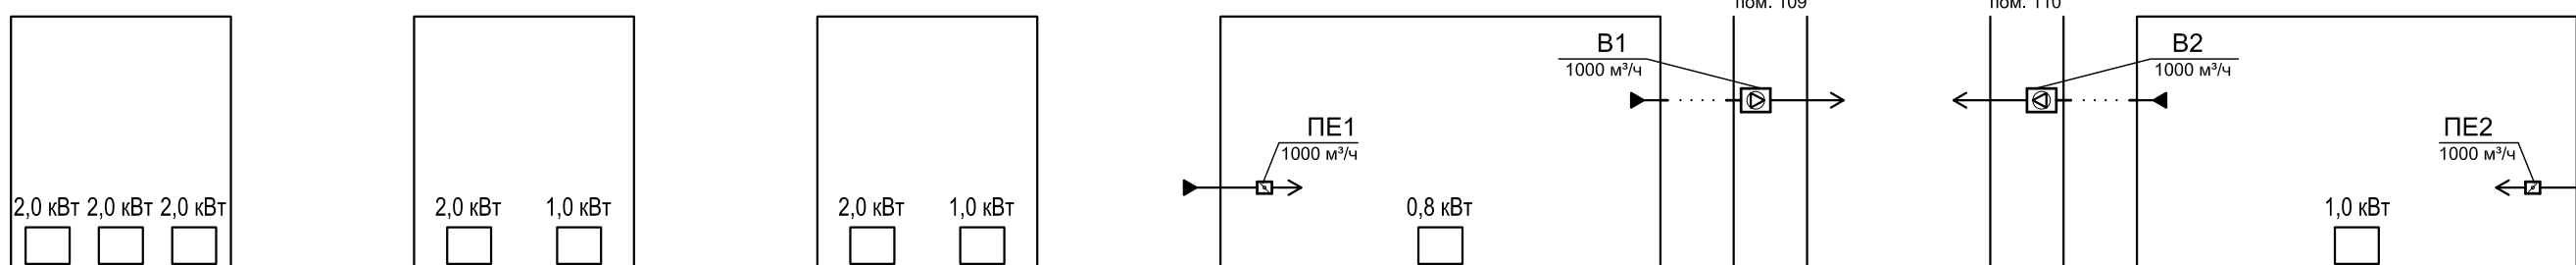 пом. 109
пом. 110
В1
1000 м³/ч
В2
1000 м³/ч
ПЕ1
1000 м³/ч
ПЕ2
1000 м³/ч
2,0 кВт 2,0 кВт 2,0 кВт
2,0 кВт 1,0 кВт
2,0 кВт 1,0 кВт
0,8 кВт
1,0 кВт